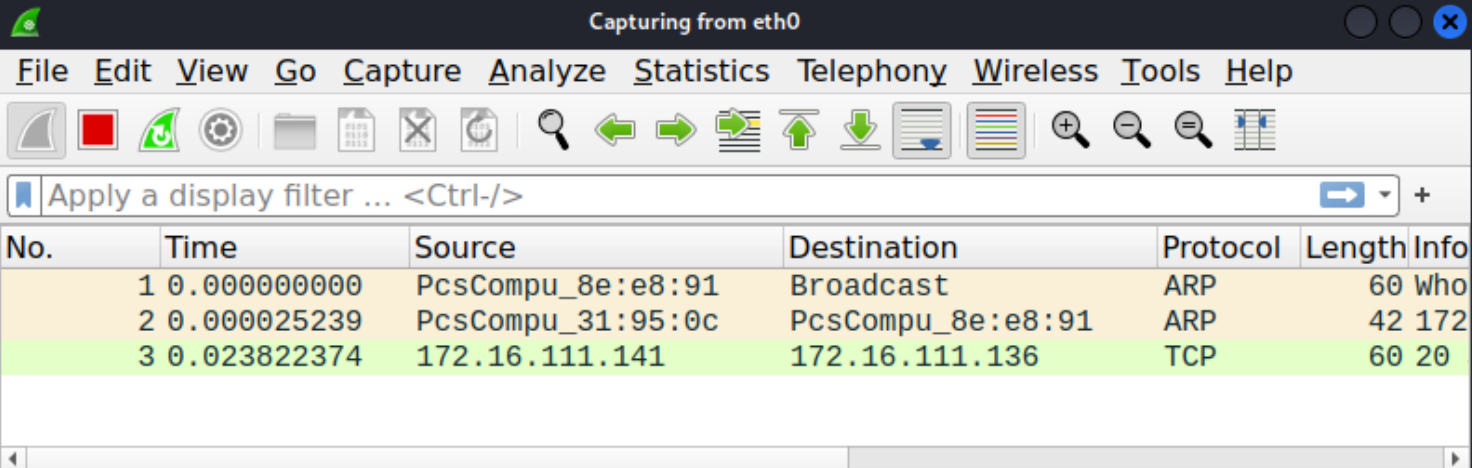 Capturing from eth0
File Edit View Go Capture Analyze Statistics Telephony Wireless Tools Help
Apply a display filter ... <Ctrl-/>
No. Time Source Destination Protocol Length Info
1 0.000000000 PcsCompu_8e:e8:91 Broadcast ARP 60 Who
2 0.000025239 PcsCompu_31:95:0c PcsCompu_8e:e8:91 ARP 42 172
3 0.023822374 172.16.111.141 172.16.111.136 TCP 60 20